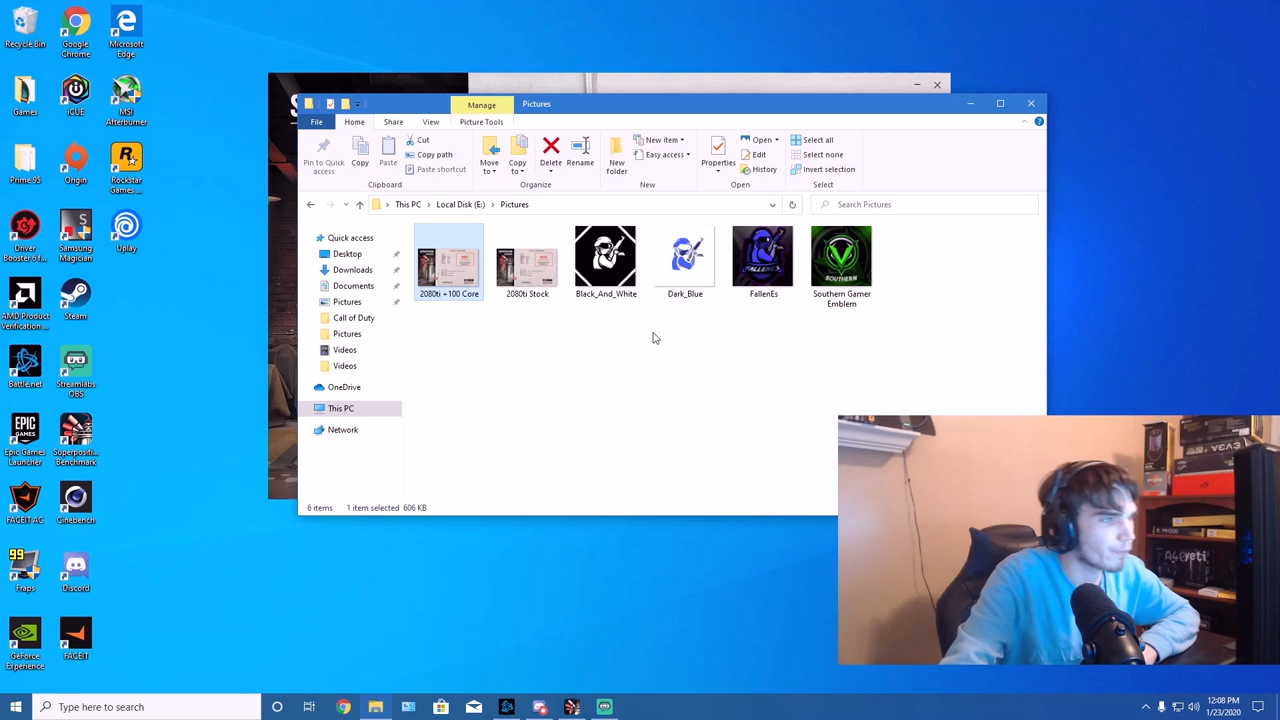 Recycle Bin
Google Chrome
Microsoft Edge
Games
iCUE
MSI Afterburner
Prime 95
Origin
Rockstar Games ...
Driver Booster 6 f...
Samsung Magician
Uplay
AMD Product Verification ...
Steam
Battle.net
Streamlabs OBS
Epic Games Launcher
Superposition Benchmark
FACEIT AC
Cinebench
99
Fraps
Discord
GeForce Experience
FACEIT
Manage
Pictures
File
Home
Share
View
Picture Tools
Pin to Quick access
Copy
Paste
Cut
Copy path
Paste shortcut
Clipboard
Move to
Copy to
Delete
Rename
Organize
New folder
New item
Easy access
New
Properties
Open
Edit
History
Open
Select all
Select none
Invert selection
Select
This PC > Local Disk (E:) > Pictures
Search Pictures
Quick access
Desktop
Downloads
Documents
Pictures
Call of Duty
Pictures
Videos
Videos
OneDrive
This PC
Network
2080ti +100 Core
2080ti Stock
Black_And_White
Dark_Blue
FALLENES
FallenEs
SOUTHERN
Southern Gamer Emblem
6 items 1 item selected 606 KB
EVGA
yeti
Type here to search
12:08 PM
1/23/2020